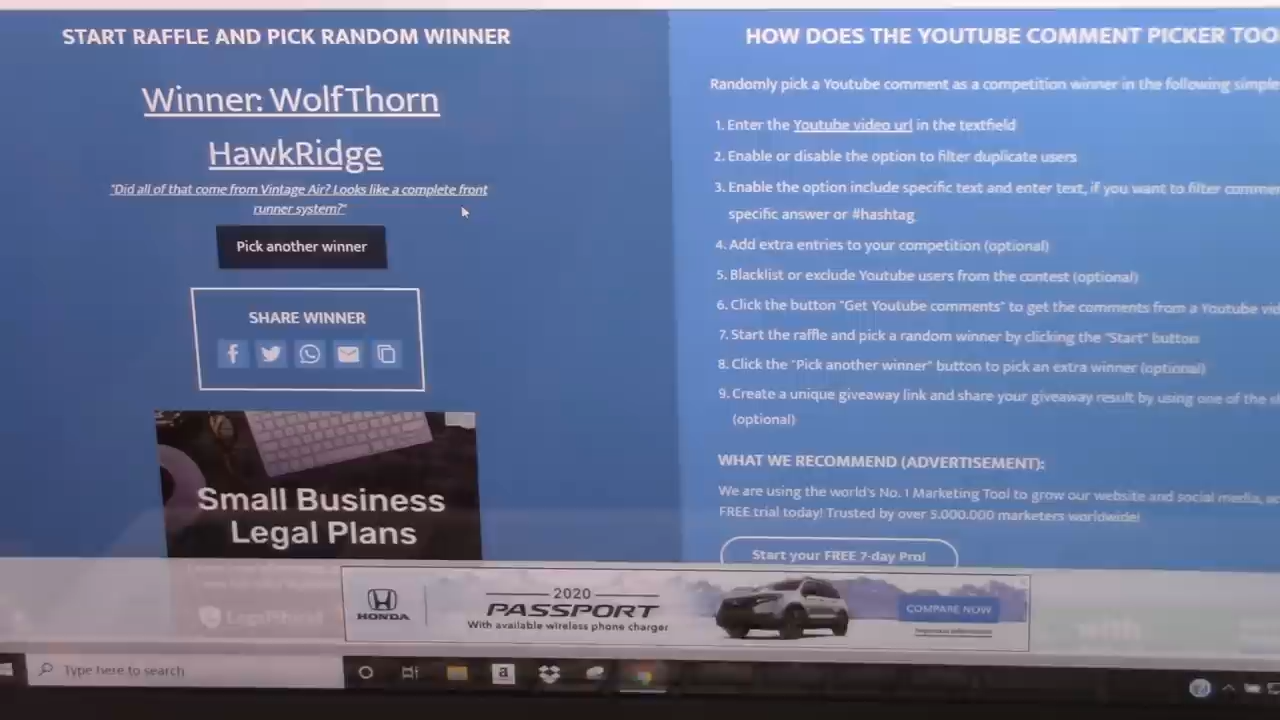 START RAFFLE AND PICK RANDOM WINNER
Winner: WolfThorn
HawkRidge
"Did all of that come from Vintage Air? Looks like a complete front
runner system?"
Pick another winner
SHARE WINNER
Small Business
Legal Plans
HOW DOES THE YOUTUBE COMMENT PICKER TOO
Randomly pick a Youtube comment as a competition winner in the following simple
1. Enter the Youtube video url in the textfield
2. Enable or disable the option to filter duplicate users
3. Enable the option include specific text and enter text, if you want to filter commen
specific answer or #hashtag
4. Add extra entries to your competition (optional)
5. Blacklist or exclude Youtube users from the contest (optional)
6. Click the button "Get Youtube comments" to get the comments from a Youtube vid
7. Start the raffle and pick a random winner by clicking the "Start" button
8. Click the "Pick another winner" button to pick an extra winner (optional)
9. Create a unique giveaway link and share your giveaway result by using one of the
(optional)
WHAT WE RECOMMEND (ADVERTISEMENT):
We are using the world's No. 1 Marketing Tool to grow our website and social media,
FREE trial today! Trusted by over 5.000.000 marketers worldwide!
Start your FREE 7-day Pro!
HONDA
2020
PASSPORT
With available wireless phone charger
COMPARE NOW
Important information
Type here to search
a